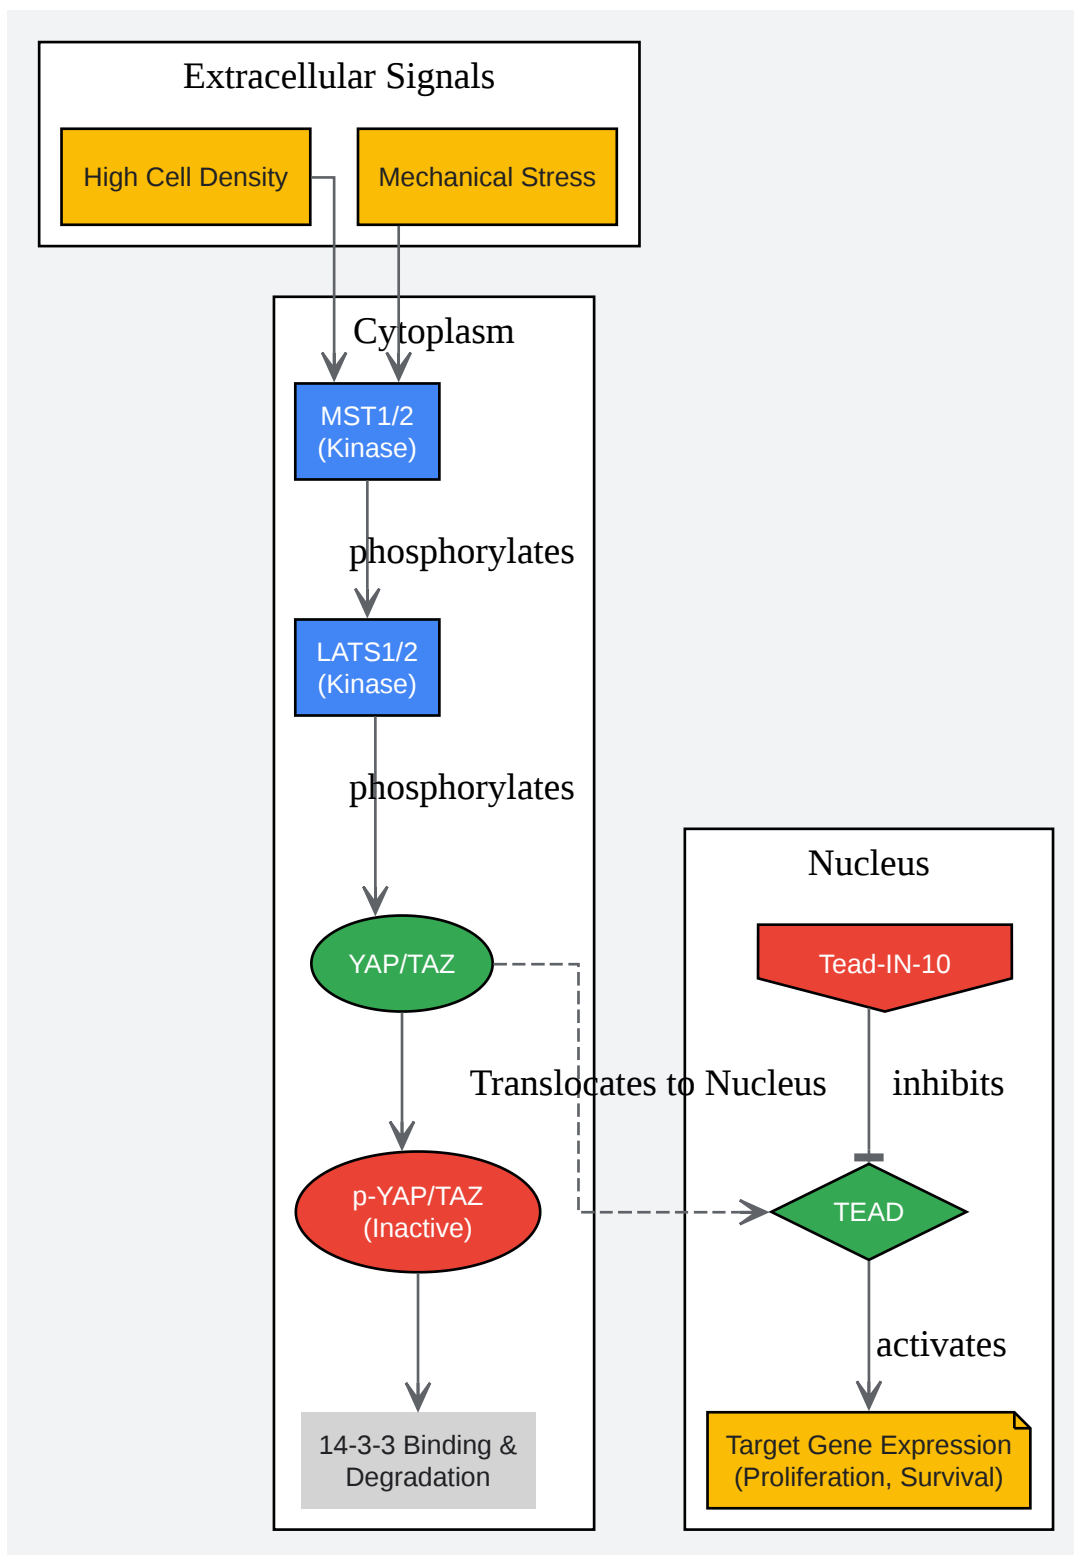 Extracellular Signals
High Cell Density
Mechanical Stress
Cytoplasm
MST1/2
(Kinase)
phosphorylates
LATS1/2
(Kinase)
phosphorylates
Nucleus
YAP/TAZ
Tead-IN-10
Translocates to Nucleus
inhibits
p-YAP/TAZ
(Inactive)
TEAD
activates
14-3-3 Binding &
Degradation
Target Gene Expression
(Proliferation, Survival)